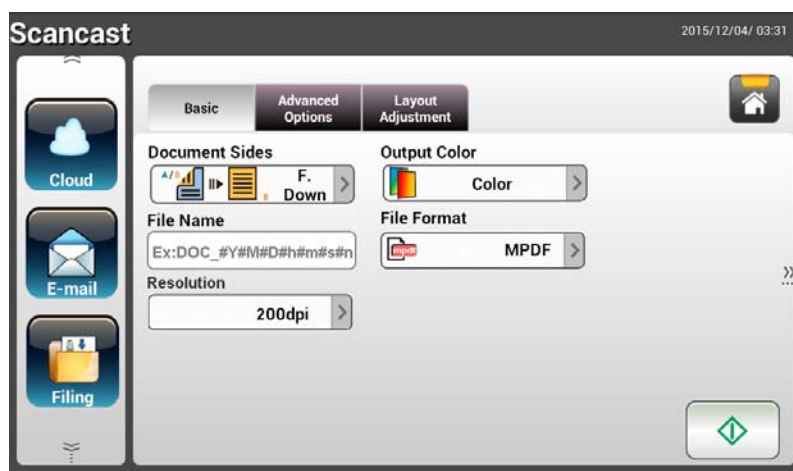 Scancast
2015/12/04/ 03:31
Basic
Advanced
Options
Layout
Adjustment
Cloud
E-mail
Filing
Document Sides
A/B
F.
Down
Output Color
Color
File Name
Ex:DOC_#Y#M#D#h#m#s#n
File Format
mpdf
MPDF
Resolution
200dpi